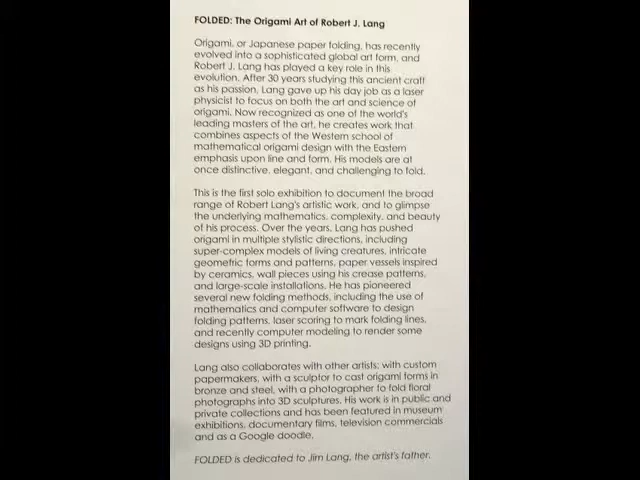 FOLDED: The Origami Art of Robert J. Lang
Origami, or Japanese paper folding, has recently
evolved into a sophisticated global art form, and
Robert J. Lang has played a key role in this
evolution. After 30 years studying this ancient craft
as his passion, Lang gave up his day job as a laser
physicist to focus on both the art and science of
origami. Now recognized as one of the world's
leading masters of the art, he creates work that
combines aspects of the Western school of
mathematical origami design with the Eastern
emphasis upon line and form. His models are at
once distinctive, elegant, and challenging to fold.
This is the first solo exhibition to document the broad
range of Robert Lang's artistic work, and to glimpse
the underlying mathematics, complexity, and beauty
of his process. Over the years, Lang has pushed
origami in multiple stylistic directions, including
super-complex models of living creatures, intricate
geometric forms and patterns, paper vessels inspired
by ceramics, wall pieces using his crease patterns,
and large-scale installations. He has pioneered
several new folding methods, including the use of
mathematics and computer software to design
folding patterns, laser scoring to mark folding lines,
and recently computer modeling to render some
designs using 3D printing.
Lang also collaborates with other artists: with custom
papermakers, with a sculptor to cast origami forms in
bronze and steel, with a photographer to fold floral
photographs into 3D sculptures. His work is in public and
private collections and has been featured in museum
exhibitions, documentary films, television commercials
and as a Google doodle.
FOLDED is dedicated to Jim Lang, the artist's father.